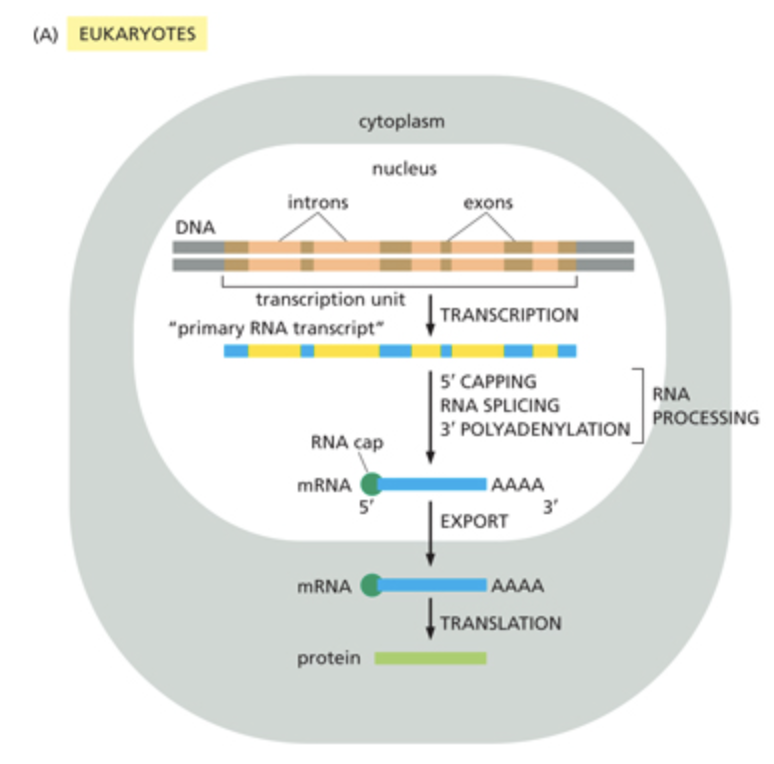 (A) EUKARYOTES
cytoplasm
nucleus
introns exons
DNA
transcription unit
TRANSCRIPTION
“primary RNA transcript”
5′ CAPPING
RNA SPLICING
3′ POLYADENYLATION
RNA
PROCESSING
RNA cap
mRNA AAAA
5′ 3′
EXPORT
mRNA AAAA
TRANSLATION
protein